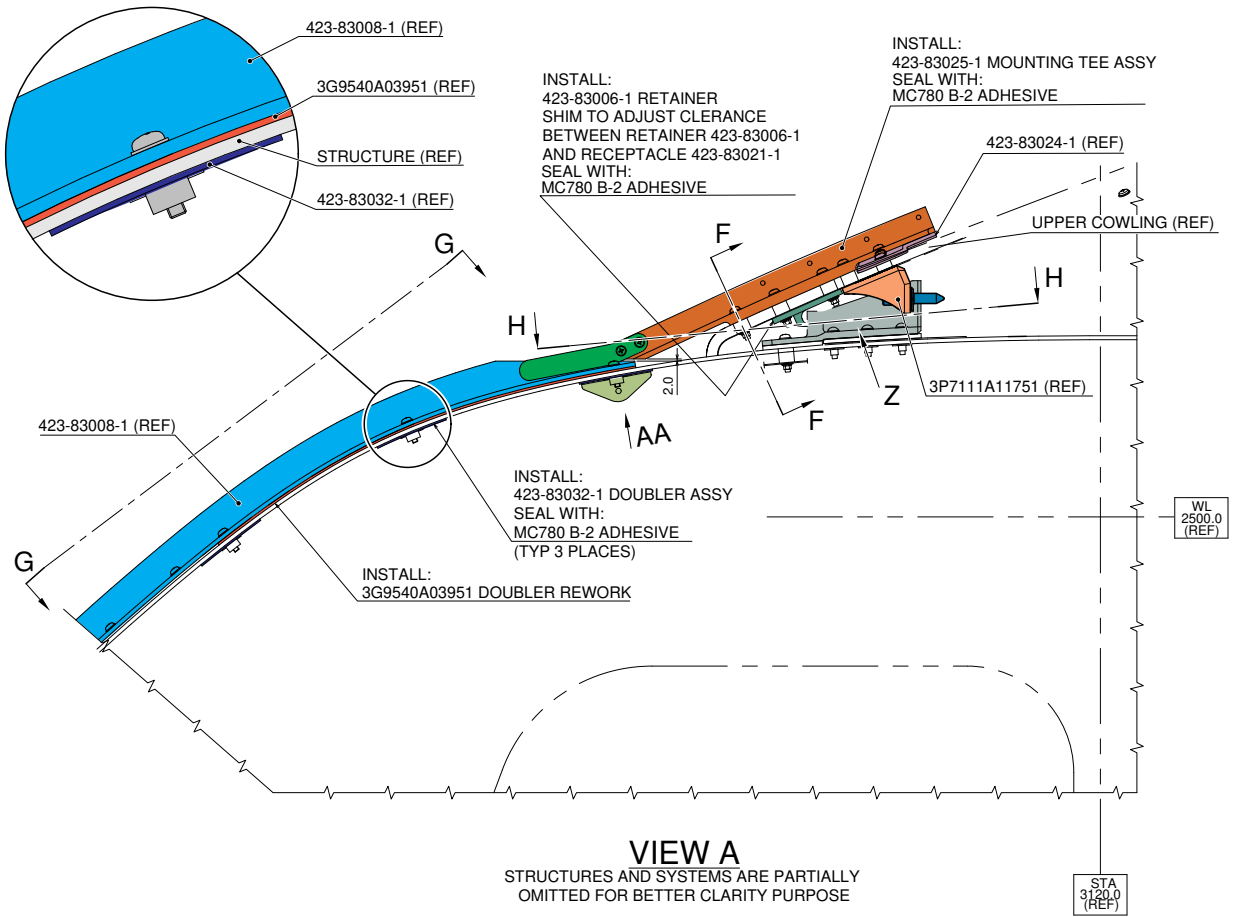 423-83008-1 (REF)
3G9540A03951 (REF)
STRUCTURE (REF)
423-83032-1 (REF)
INSTALL:
423-83006-1 RETAINER
SHIM TO ADJUST CLERANCE
BETWEEN RETAINER 423-83006-1
AND RECEPTACLE 423-83021-1
SEAL WITH:
MC780 B-2 ADHESIVE
INSTALL:
423-83025-1 MOUNTING TEE ASSY
SEAL WITH:
MC780 B-2 ADHESIVE
423-83024-1 (REF)
UPPER COWLING (REF)
G
F
H
H
2.0
F
Z
3P7111A11751 (REF)
AA
423-83008-1 (REF)
INSTALL:
423-83032-1 DOUBLER ASSY
SEAL WITH:
MC780 B-2 ADHESIVE
(TYP 3 PLACES)
WL
2500.0
(REF)
G
INSTALL:
3G9540A03951 DOUBLER REWORK
VIEW A
STRUCTURES AND SYSTEMS ARE PARTIALLY
OMITTED FOR BETTER CLARITY PURPOSE
STA
3120.0
(REF)